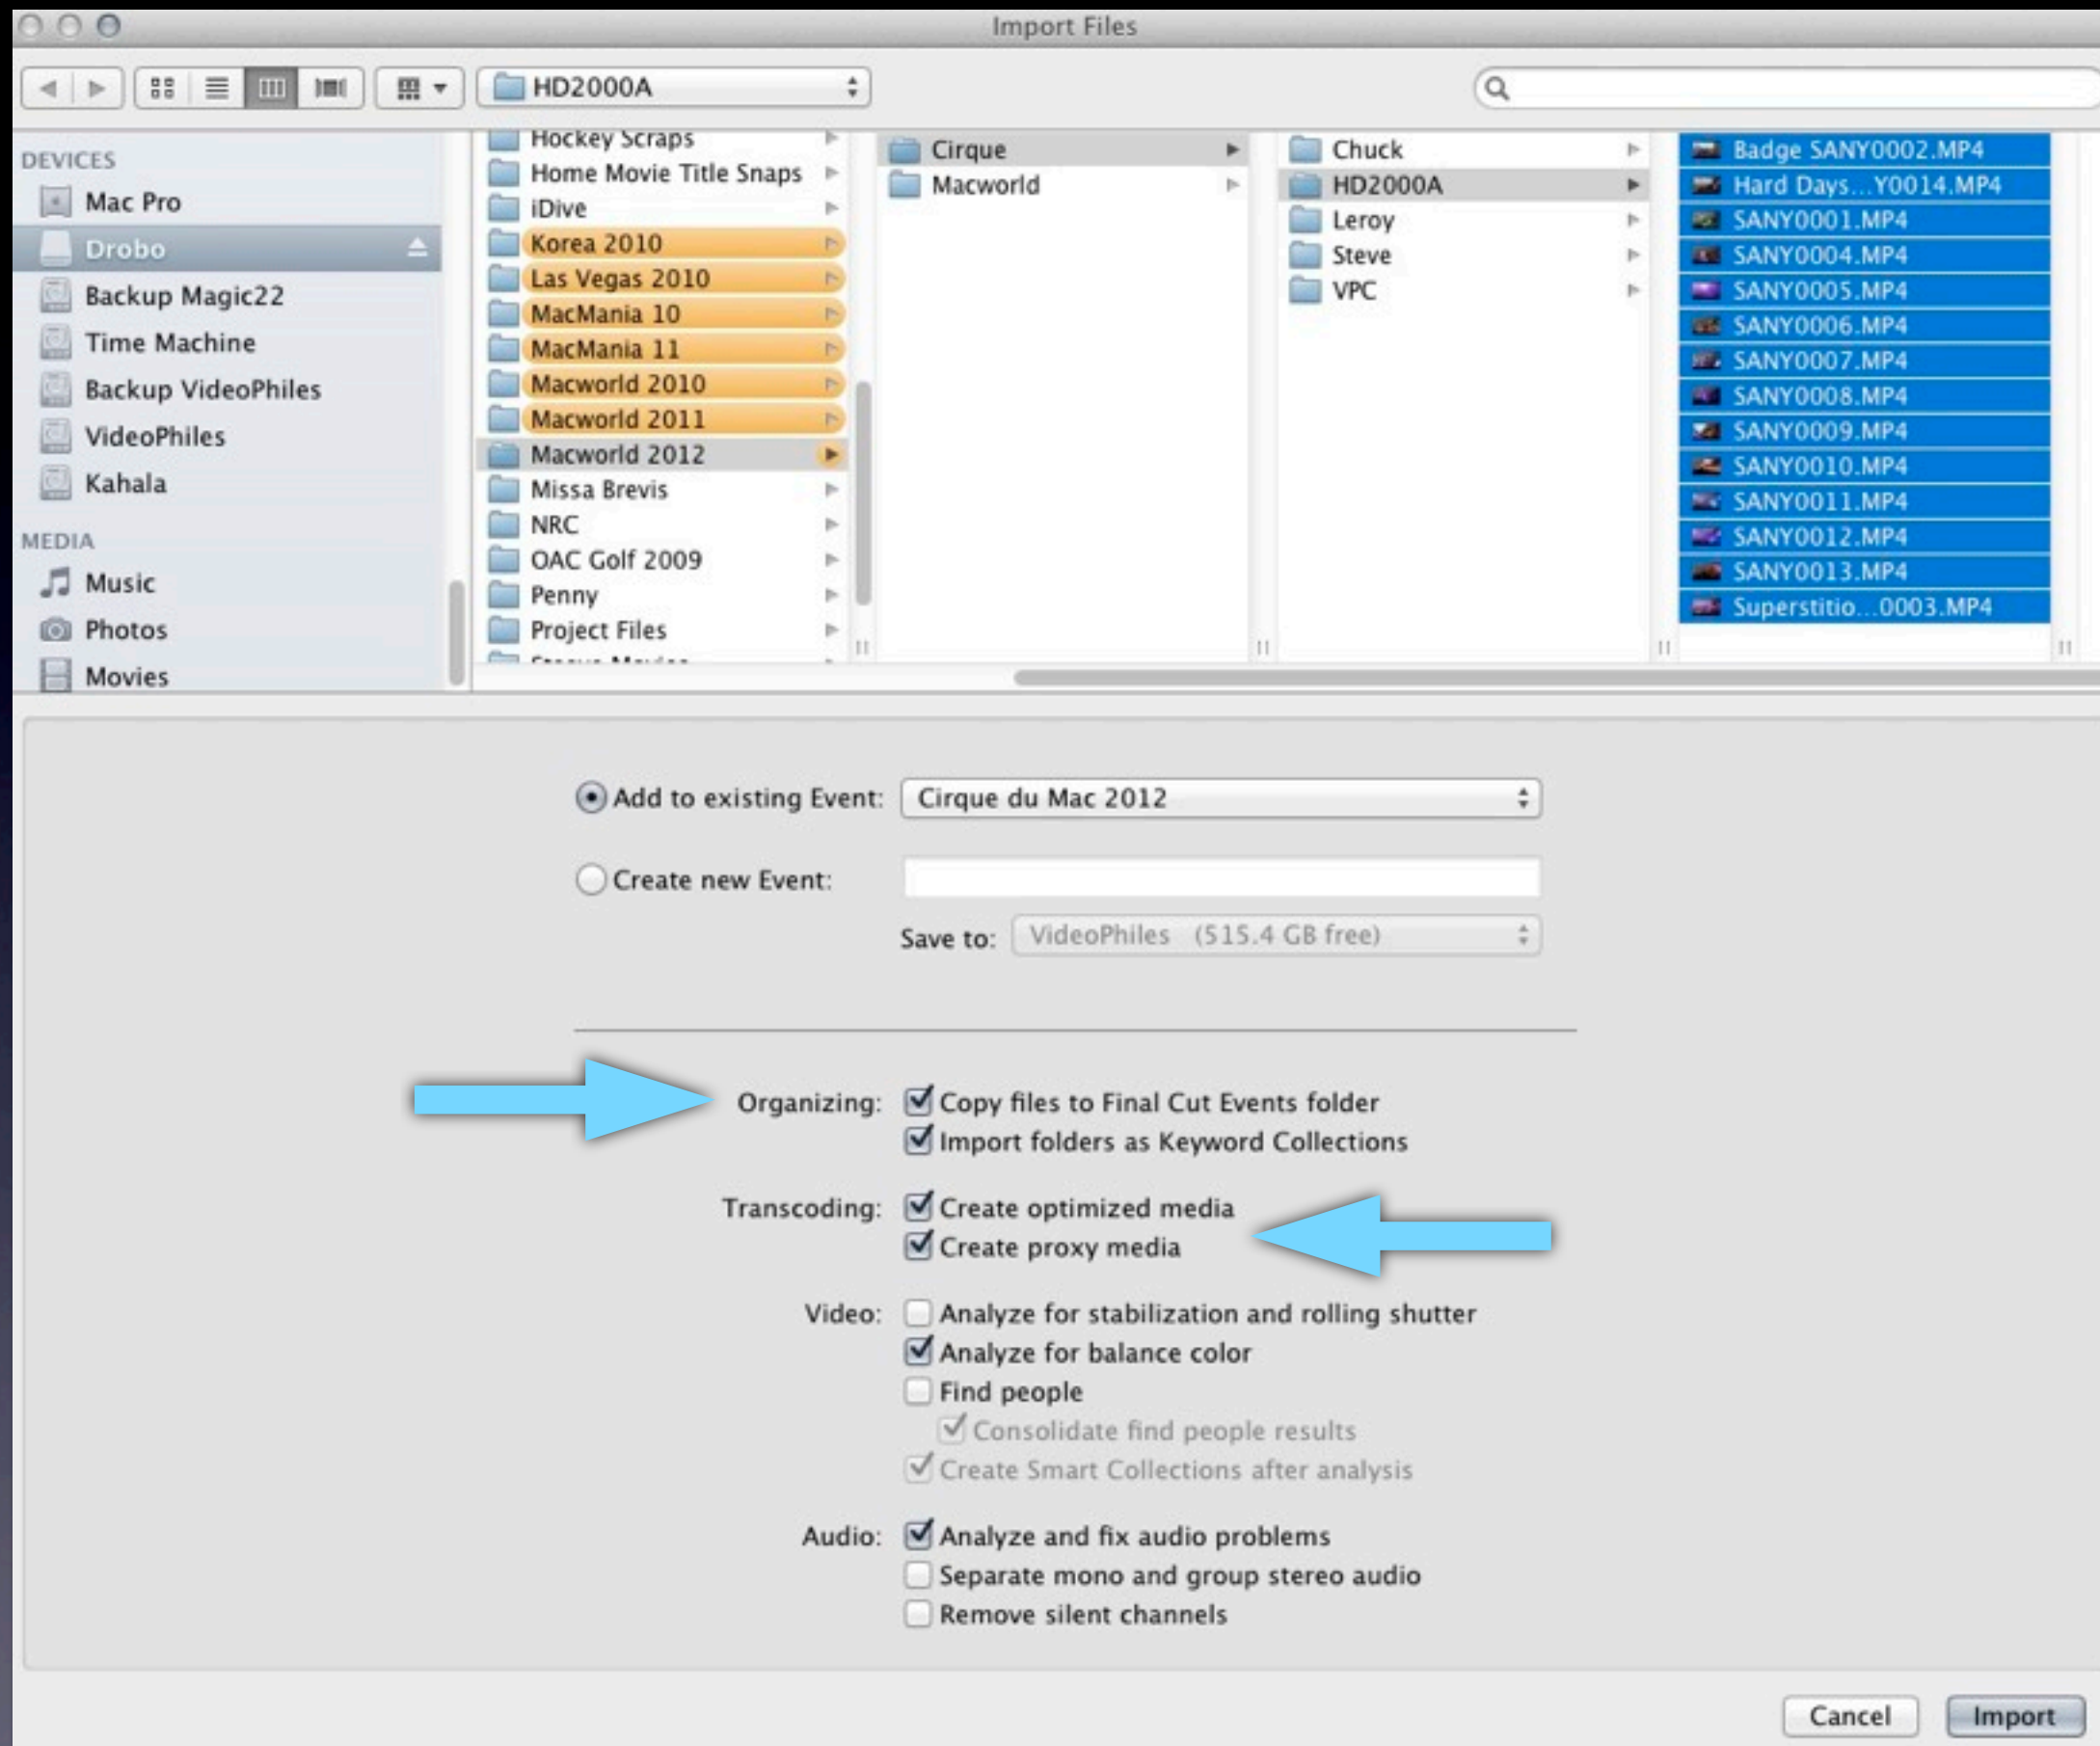 Import Files
HD2000A
DEVICES
Mac Pro
Drobo
Backup Magic22
Time Machine
Backup VideoPhiles
VideoPhiles
Kahala
MEDIA
Music
Photos
Movies
Hockey Scraps
Home Movie Title Snaps
iDive
Korea 2010
Las Vegas 2010
MacMania 10
MacMania 11
Macworld 2010
Macworld 2011
Macworld 2012
Missa Brevis
NRC
OAC Golf 2009
Penny
Project Files
Cirque
Macworld
Chuck
HD2000A
Leroy
Steve
VPC
Badge SANY0002.MP4
Hard Days...Y0014.MP4
SANY0001.MP4
SANY0004.MP4
SANY0005.MP4
SANY0006.MP4
SANY0007.MP4
SANY0008.MP4
SANY0009.MP4
SANY0010.MP4
SANY0011.MP4
SANY0012.MP4
SANY0013.MP4
Superstitio...0003.MP4
Add to existing Event: Cirque du Mac 2012
Create new Event:
Save to: VideoPhiles (515.4 GB free)
Organizing: Copy files to Final Cut Events folder
Import folders as Keyword Collections
Transcoding: Create optimized media
Create proxy media
Video: Analyze for stabilization and rolling shutter
Analyze for balance color
Find people
Consolidate find people results
Create Smart Collections after analysis
Audio: Analyze and fix audio problems
Separate mono and group stereo audio
Remove silent channels
Cancel Import